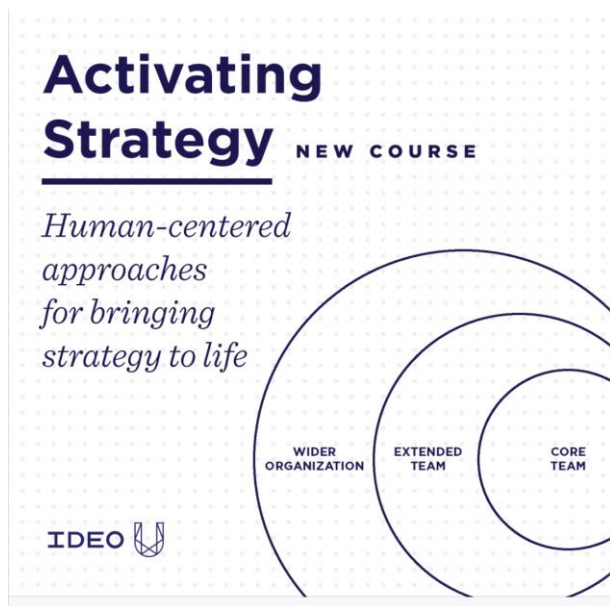 Activating
Strategy NEW COURSE
Human-centered
approaches
for bringing
strategy to life
WIDER
ORGANIZATION
EXTENDED
TEAM
CORE
TEAM
IDEO U